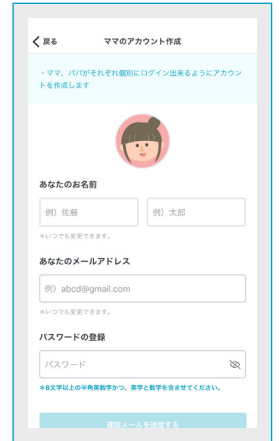 戻る ママのアカウント作成
・ママ、パパがそれぞれ個別にログイン出来るようにアカウン
トを作成します
あなたのお名前
例）佐藤 例）太郎
＊いつでも変更できます。
あなたのメールアドレス
例）abcd@gmail.com
＊いつでも変更できます。
パスワードの登録
パスワード
＊8文字以上の半角英数字かつ、英字と数字を含ませてください。
確認メールを送信する